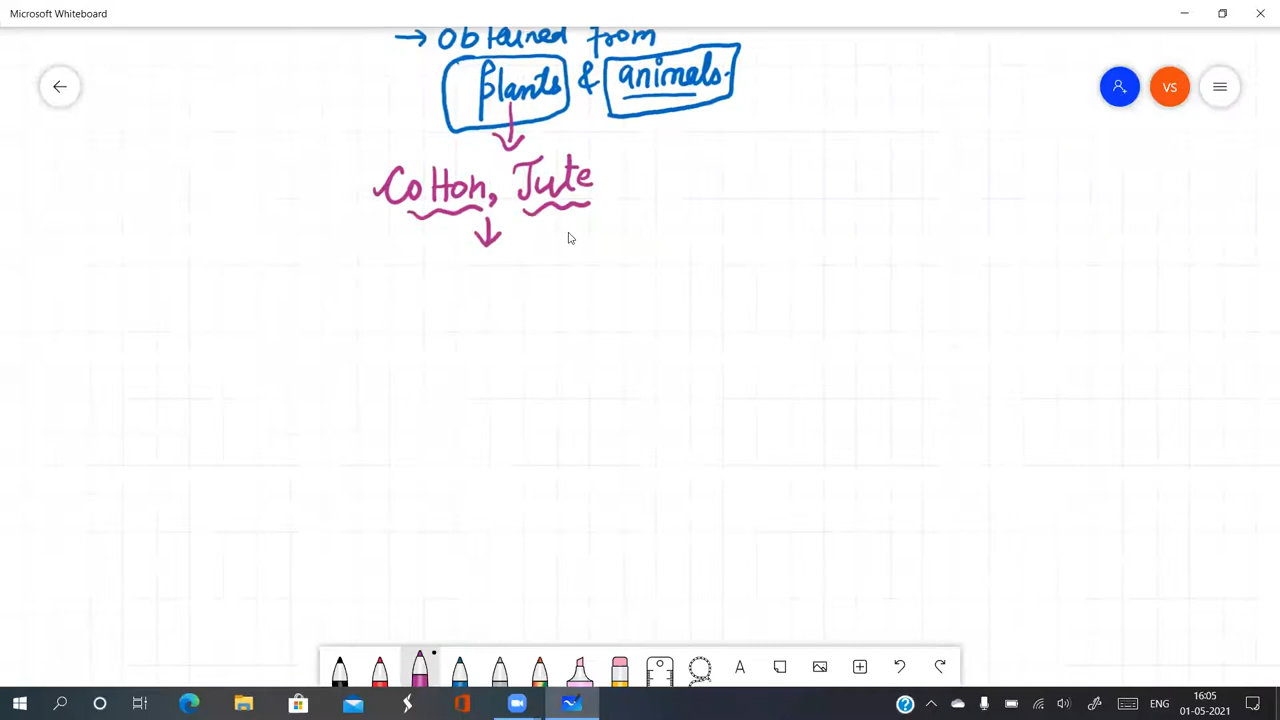 Microsoft Whiteboard
→ obtained from
plants & animals.
VS
Cotton, Jute
A
ENG
16:05
01-05-2021